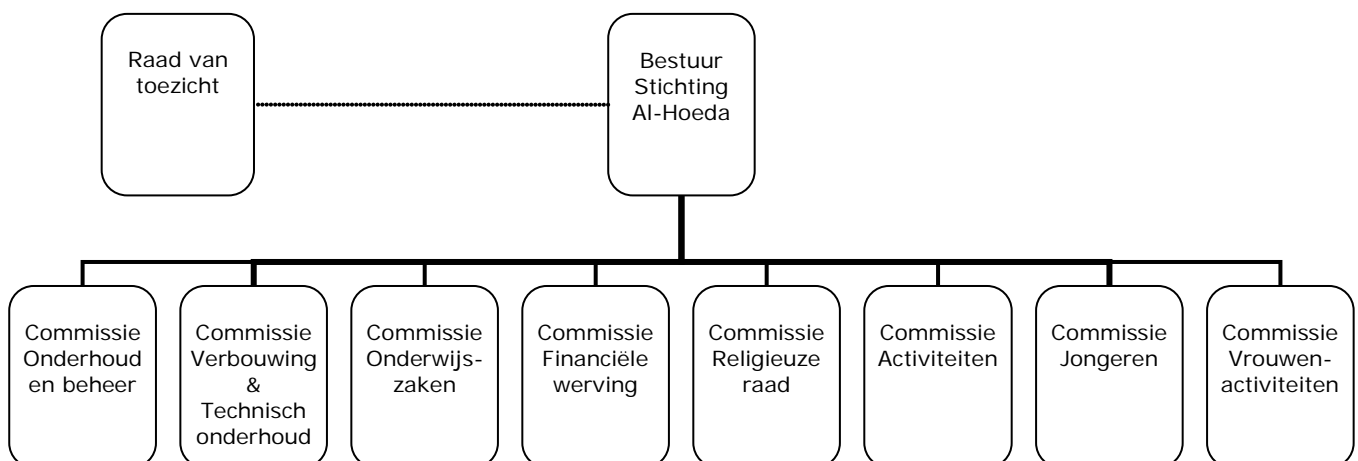 Raad van
toezicht
Bestuur
Stichting
Al-Hoeda
Commissie
Onderhoud
en beheer
Commissie
Verbouwing
&
Technisch
onderhoud
Commissie
Onderwijs-
zaken
Commissie
Financiële
werving
Commissie
Religieuze
raad
Commissie
Activiteiten
Commissie
Jongeren
Commissie
Vrouwen-
activiteiten